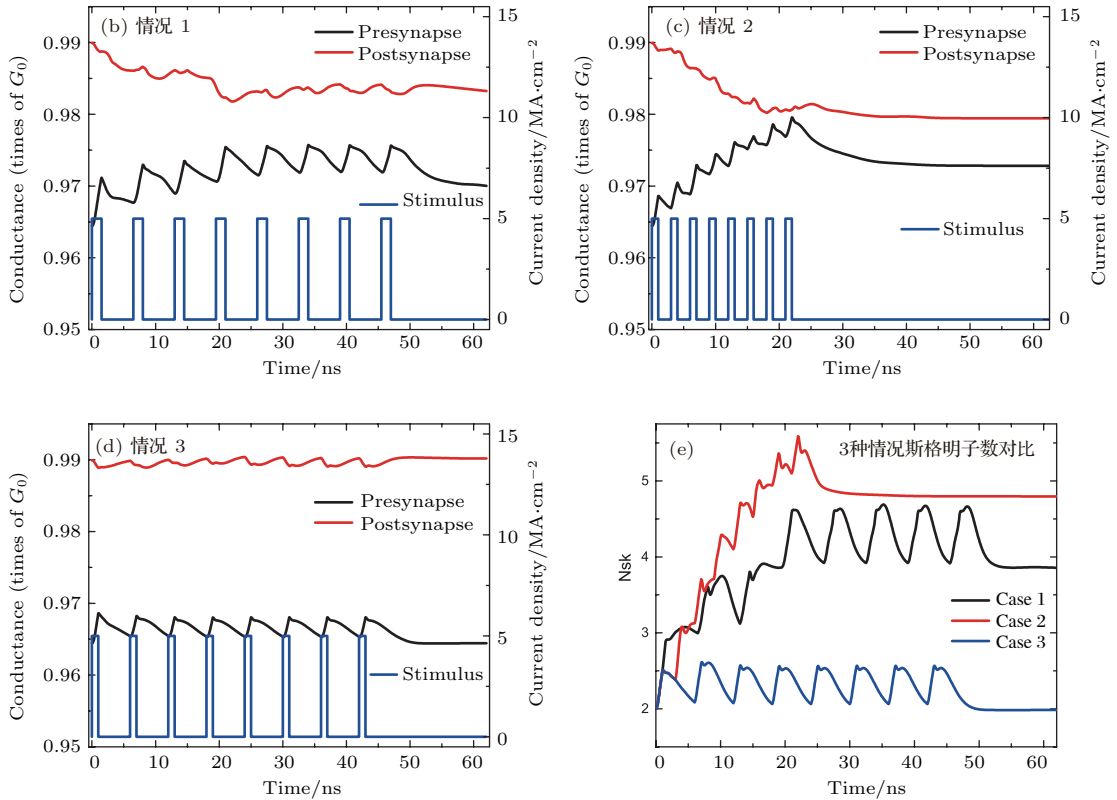 (b) 情况 1
Presynapse
Postsynapse
Stimulus
Conductance (times of G0)
0.99
0.98
0.97
0.96
0.95
Current density/MA·cm−2
15
10
5
0
0 10 20 30 40 50 60
Time/ns
(c) 情况 2
Presynapse
Postsynapse
Stimulus
Conductance (times of G0)
0.99
0.98
0.97
0.96
0.95
Current density/MA·cm−2
15
10
5
0
0 10 20 30 40 50 60
Time/ns
(d) 情况 3
Presynapse
Postsynapse
Stimulus
Conductance (times of G0)
0.99
0.98
0.97
0.96
0.95
Current density/MA·cm−2
15
10
5
0
0 10 20 30 40 50 60
Time/ns
(e) 3种情况斯格明子数对比
Nsk
5
4
3
2
Case 1
Case 2
Case 3
0 10 20 30 40 50 60
Time/ns